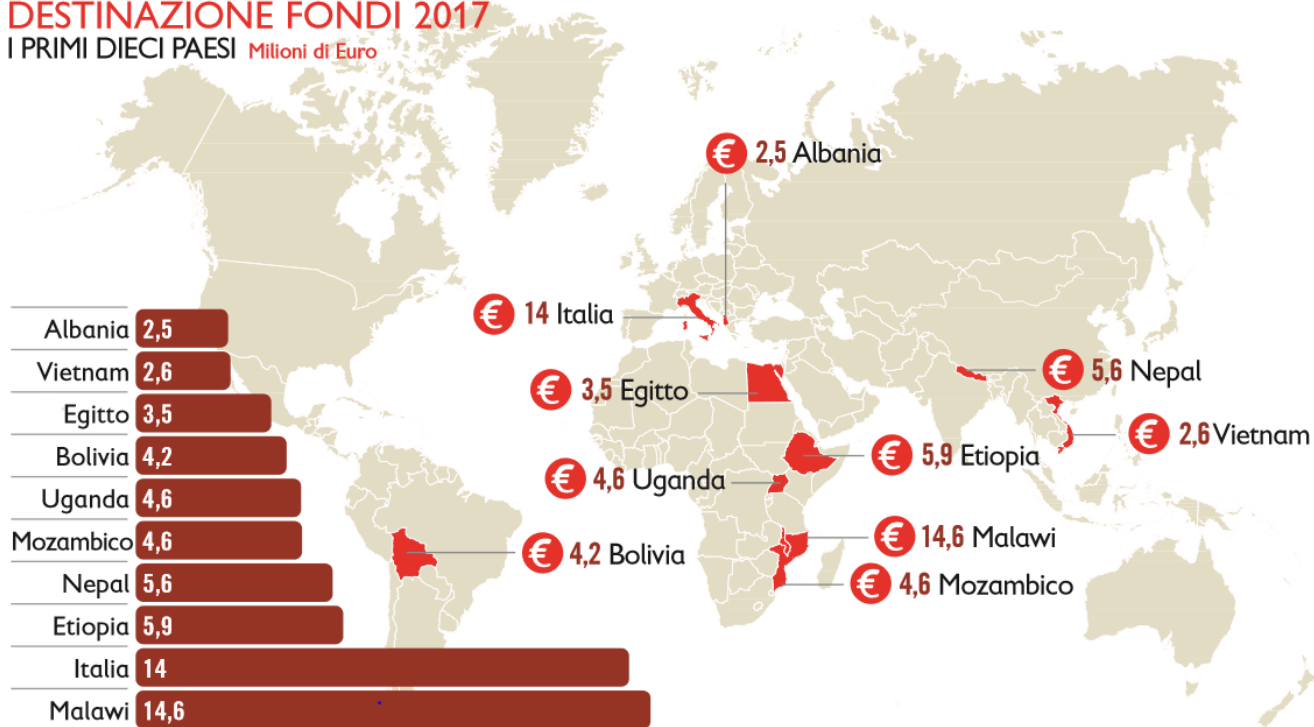 DESTINAZIONE FONDI 2017
I PRIMI DIECI PAESI Milioni di Euro
€ 2,5 Albania
€ 14 Italia
€ 3,5 Egitto
€ 5,6 Nepal
€ 2,6 Vietnam
€ 5,9 Etiopia
€ 4,6 Uganda
€ 14,6 Malawi
€ 4,2 Bolivia
€ 4,6 Mozambico
Albania 2,5
Vietnam 2,6
Egitto 3,5
Bolivia 4,2
Uganda 4,6
Mozambico 4,6
Nepal 5,6
Etiopia 5,9
Italia 14
Malawi 14,6